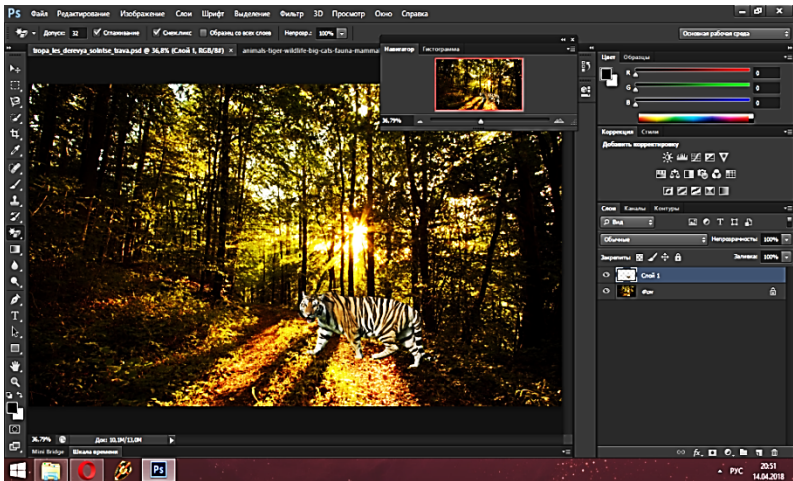 Ps Файл Редактирование Изображение Слои Шрифт Выделение Фильтр 3D Просмотр Окно Справка
Допуск: 32 Сглаживание Смеж.пикс Образец со всех слоев Непрозр.: 100% Основная рабочая среда
tropa_les_derevya_solntse_trava.psd @ 36,8% (Слой 1, RGB/8#) × animals-tiger-wildlife-big-cats-fauna-mammal
Навигатор Гистограмма
36.79%
Цвет Образцы
R 0
G 0
B 0
Коррекция Стили
Добавить корректировку
Слои Каналы Контуры
Вид
Обычные Непрозрачность: 100%
Закрепить: Заливка: 100%
Слой 1
Фон
36.79% Док: 10,1M/13,0M
Mini Bridge Шкала времени
Ps РУС 20:51
14.04.2018